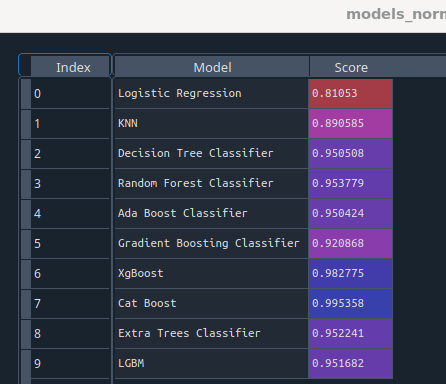 models_norm
Index Model Score
0 Logistic Regression 0.81053
1 KNN 0.890585
2 Decision Tree Classifier 0.950508
3 Random Forest Classifier 0.953779
4 Ada Boost Classifier 0.950424
5 Gradient Boosting Classifier 0.920868
6 XgBoost 0.982775
7 Cat Boost 0.995358
8 Extra Trees Classifier 0.952241
9 LGBM 0.951682